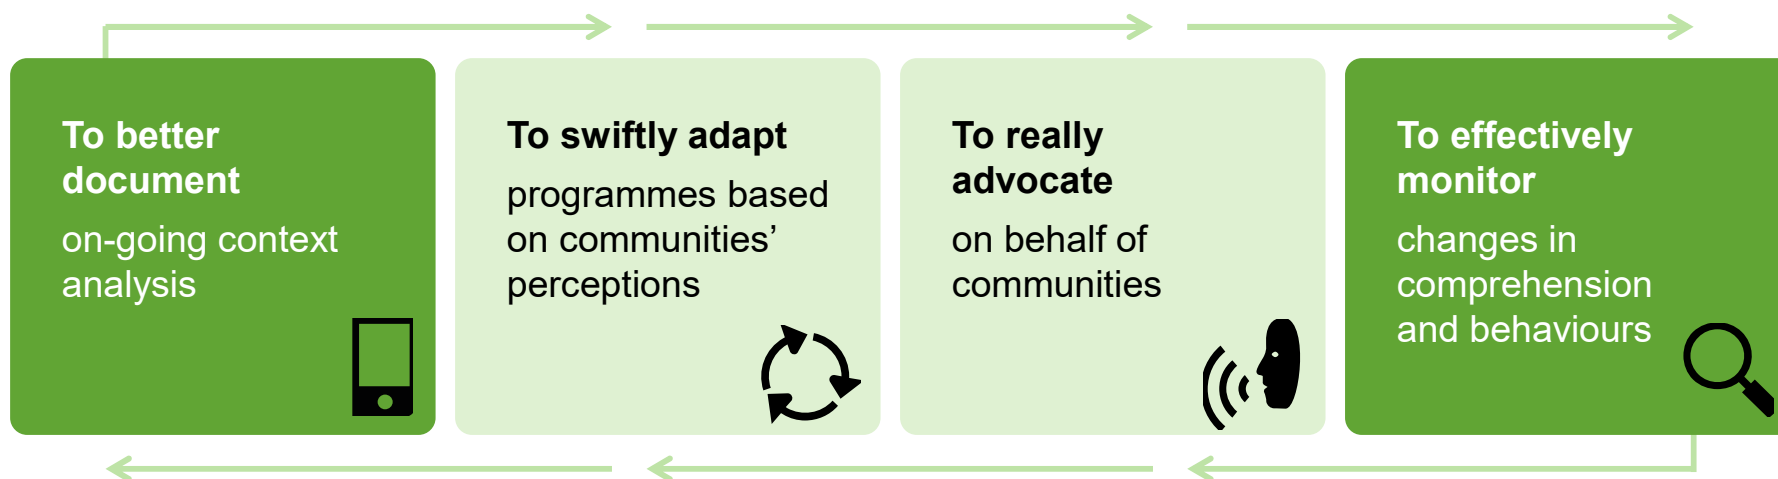 To better
document
on-going context
analysis
To swiftly adapt
programmes based
on communities’
perceptions
To really
advocate
on behalf of
communities
To effectively
monitor
changes in
comprehension
and behaviours